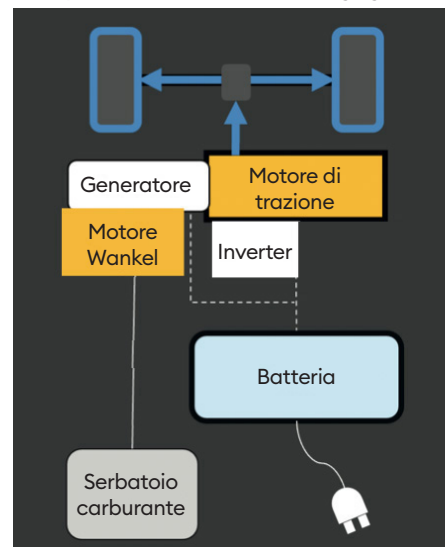 Generatore
Motore di
trazione
Motore
Wankel
Inverter
Batteria
Serbatoio
carburante